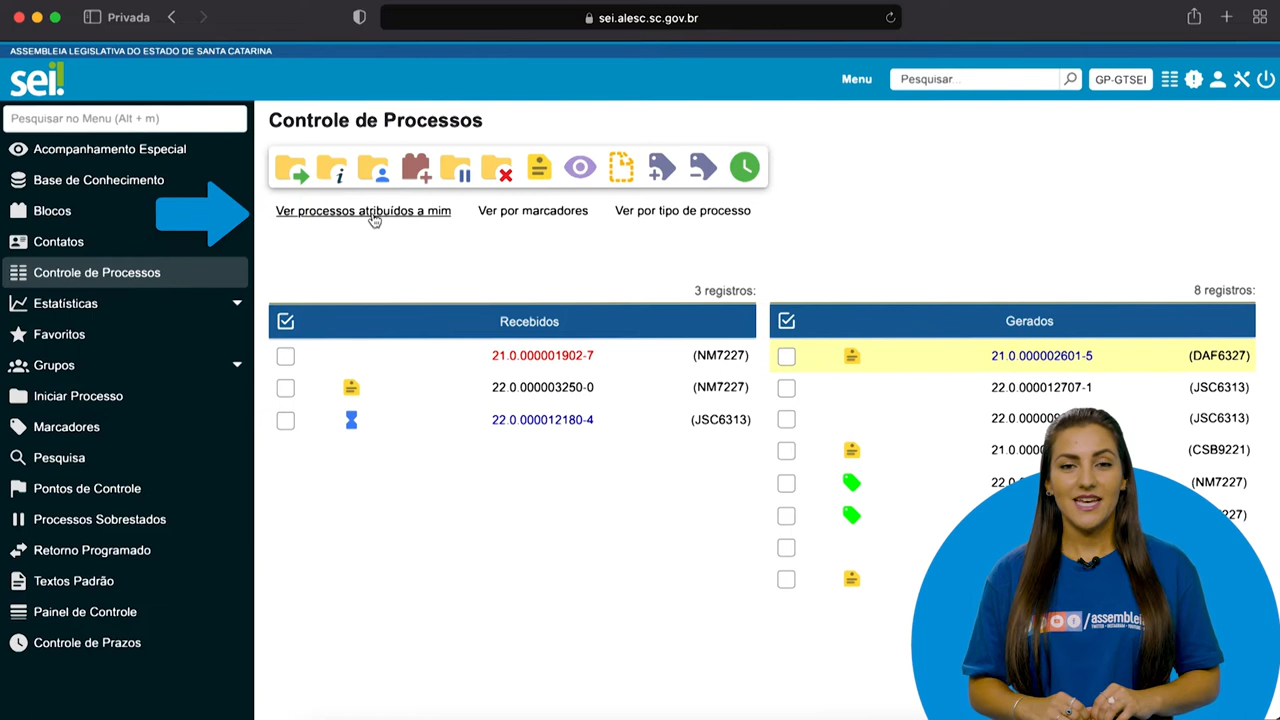 Privada
sei.alesc.sc.gov.br
ASSEMBLEIA LEGISLATIVA DO ESTADO DE SANTA CATARINA
sei!
Menu
Pesquisar...
GP-GTSEI
Pesquisar no Menu (Alt + m)
Acompanhamento Especial
Base de Conhecimento
Blocos
Contatos
Controle de Processos
Estatísticas
Favoritos
Grupos
Iniciar Processo
Marcadores
Pesquisa
Pontos de Controle
Processos Sobrestados
Retorno Programado
Textos Padrão
Painel de Controle
Controle de Prazos
Controle de Processos
Ver processos atribuídos a mim Ver por marcadores Ver por tipo de processo
3 registros:
Recebidos
21.0.000001902-7 (NM7227)
22.0.000003250-0 (NM7227)
22.0.000012180-4 (JSC6313)
8 registros:
Gerados
21.0.000002601-5 (DAF6327)
22.0.000012707-1 (JSC6313)
(JSC6313)
(CSB9221)
(NM7227)
/assemblei